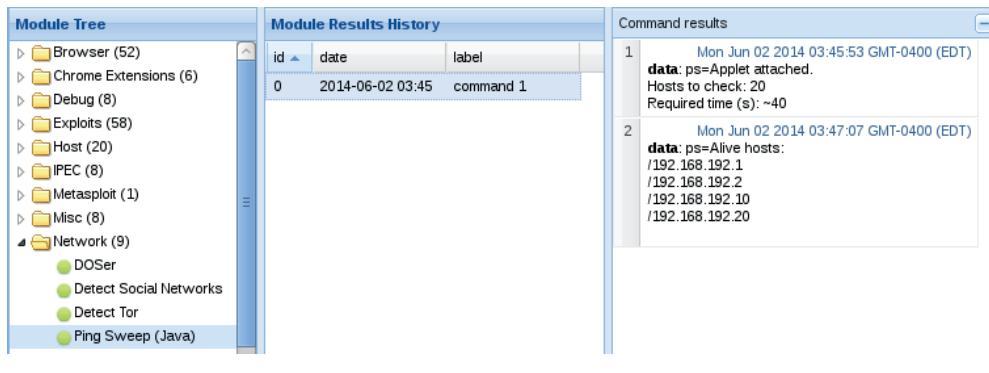 Module Tree
Browser (52)
Chrome Extensions (6)
Debug (8)
Exploits (58)
Host (20)
IPEC (8)
Metasploit (1)
Misc (8)
Network (9)
DOSer
Detect Social Networks
Detect Tor
Ping Sweep (Java)
Module Results History
id date label
0 2014-06-02 03:45 command 1
Command results
1 Mon Jun 02 2014 03:45:53 GMT-0400 (EDT)
data: ps=Applet attached.
Hosts to check: 20
Required time (s): ~40
2 Mon Jun 02 2014 03:47:07 GMT-0400 (EDT)
data: ps=Alive hosts:
/192.168.192.1
/192.168.192.2
/192.168.192.10
/192.168.192.20